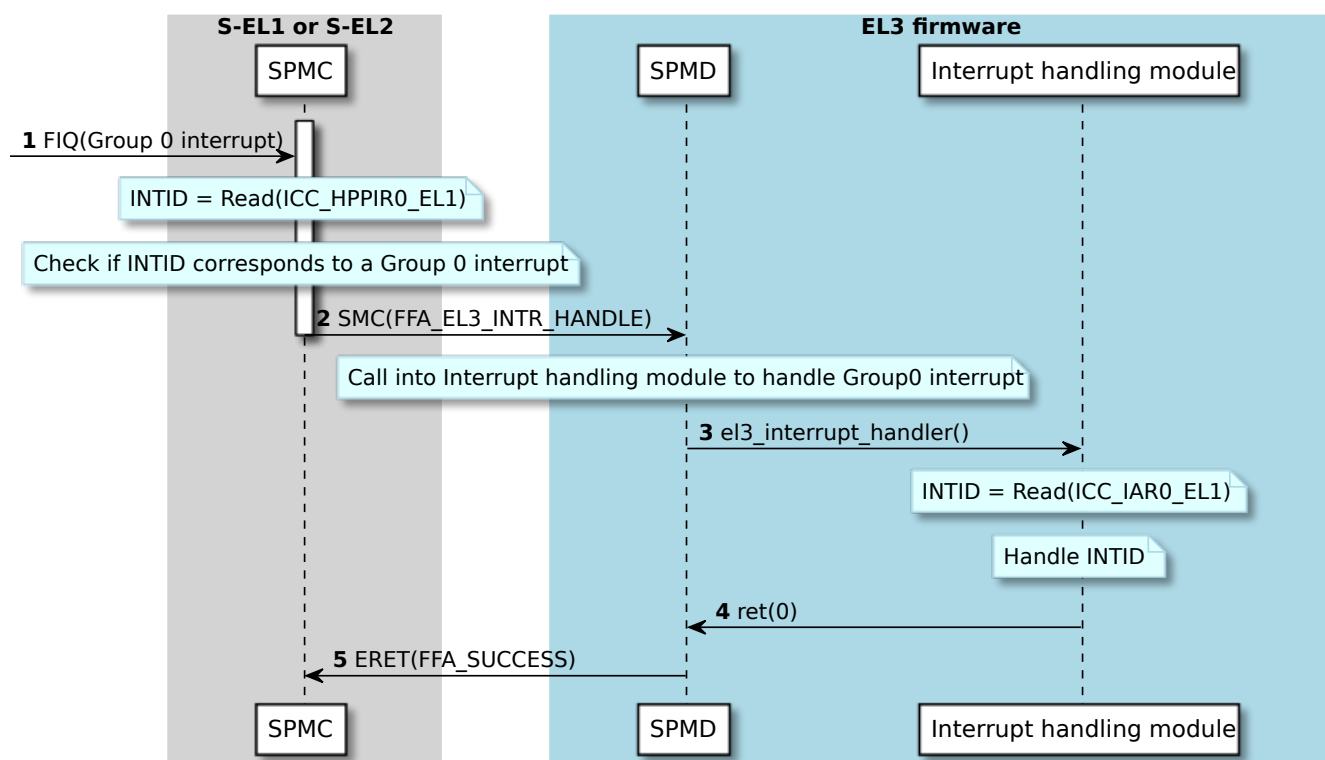 S-EL1 or S-EL2
EL3 firmware
SPMC
SPMD
Interrupt handling module
1 FIQ(Group 0 interrupt)
INTID = Read(ICC_HPPIR0_EL1)
Check if INTID corresponds to a Group 0 interrupt
2 SMC(FFA_EL3_INTR_HANDLE)
Call into Interrupt handling module to handle Group0 interrupt
3 el3_interrupt_handler()
INTID = Read(ICC_IAR0_EL1)
Handle INTID
4 ret(0)
5 ERET(FFA_SUCCESS)
SPMC
SPMD
Interrupt handling module